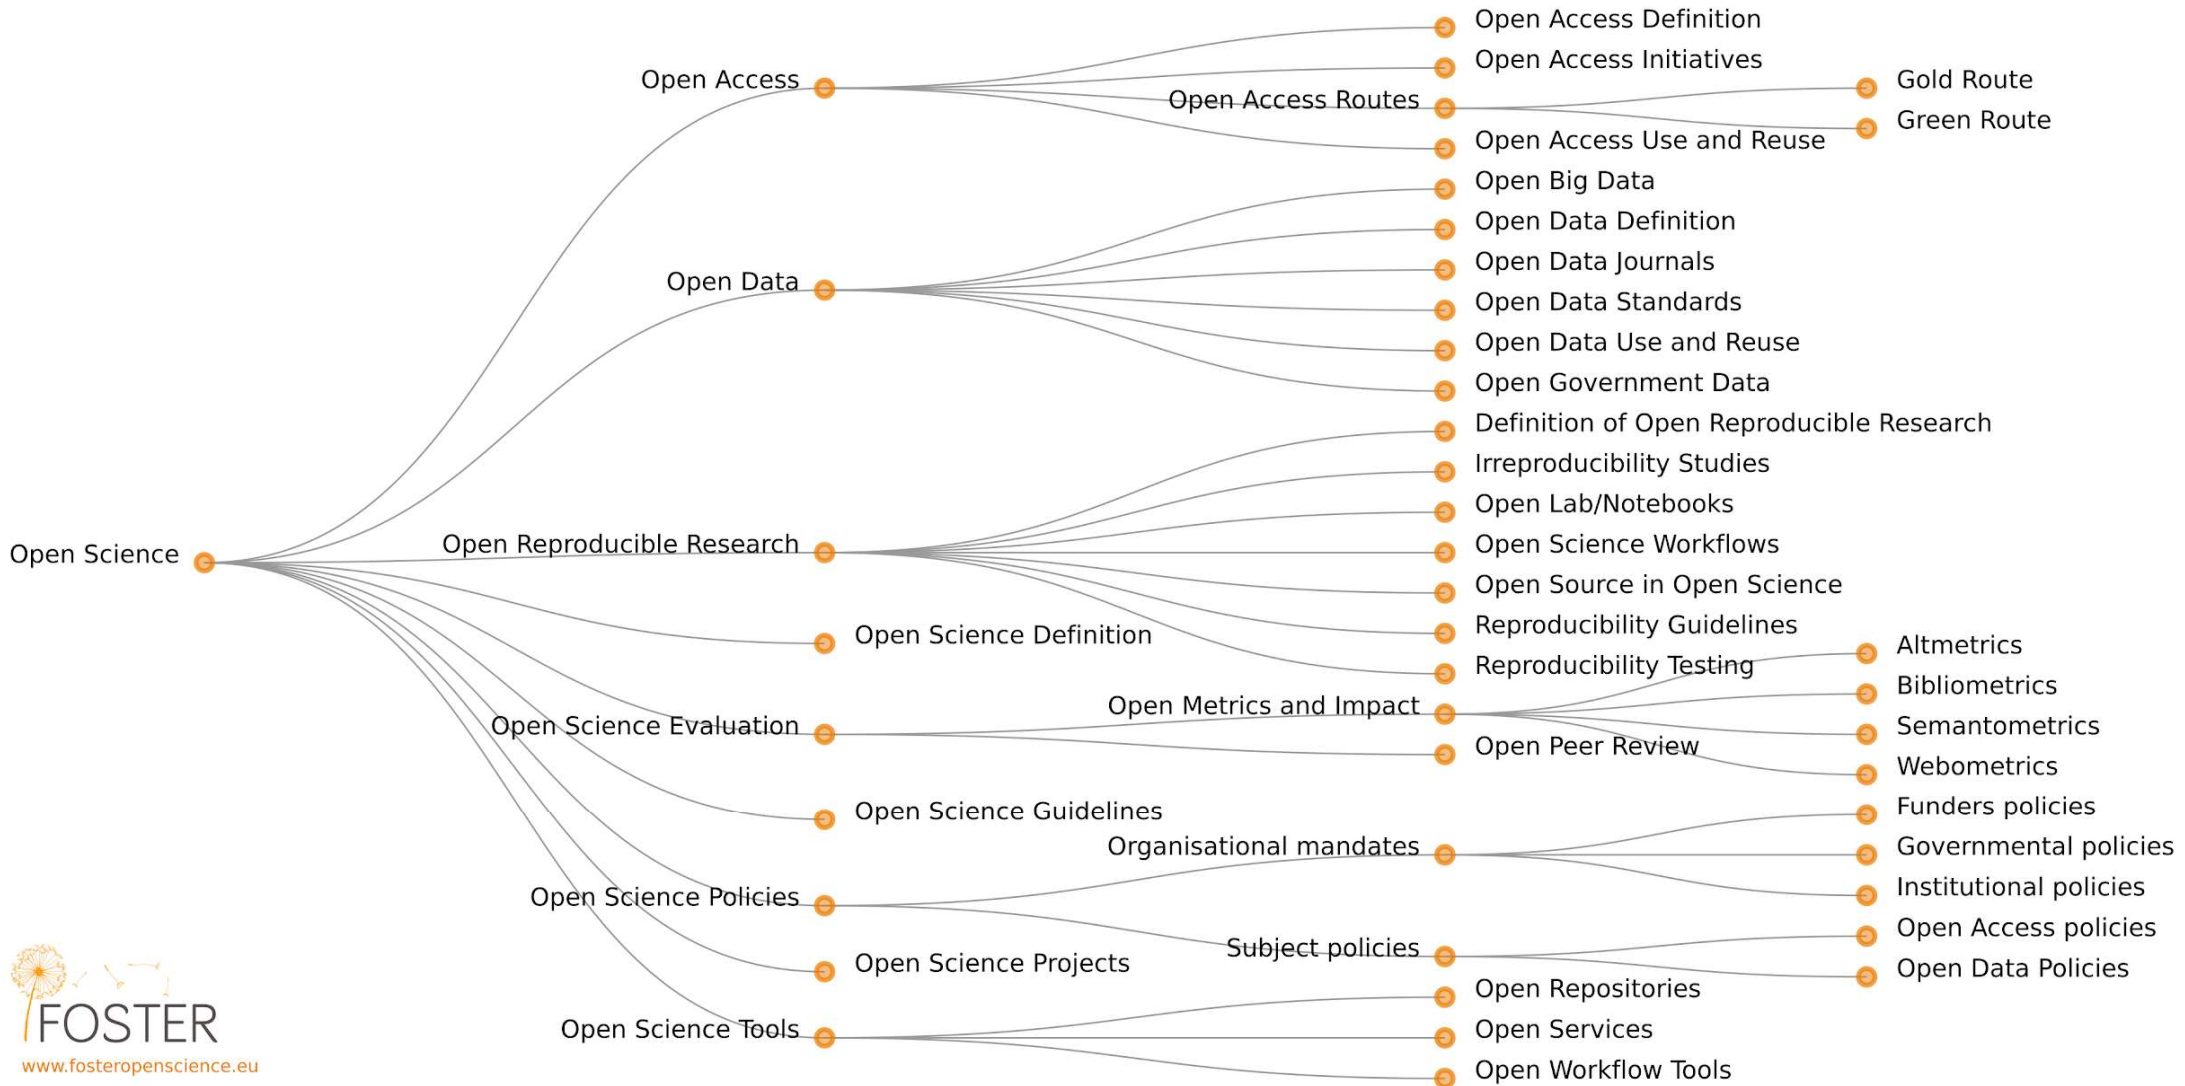 Open Science
Open Access
Open Access Definition
Open Access Initiatives
Open Access Routes
Gold Route
Green Route
Open Access Use and Reuse
Open Data
Open Big Data
Open Data Definition
Open Data Journals
Open Data Standards
Open Data Use and Reuse
Open Government Data
Open Reproducible Research
Definition of Open Reproducible Research
Irreproducibility Studies
Open Lab/Notebooks
Open Science Workflows
Open Source in Open Science
Reproducibility Guidelines
Reproducibility Testing
Open Science Definition
Open Science Evaluation
Open Metrics and Impact
Altmetrics
Bibliometrics
Semantometrics
Webometrics
Open Peer Review
Open Science Guidelines
Open Science Policies
Organisational mandates
Funders policies
Governmental policies
Institutional policies
Subject policies
Open Access policies
Open Data Policies
Open Science Projects
Open Science Tools
Open Repositories
Open Services
Open Workflow Tools
FOSTER
www.fosteropenscience.eu